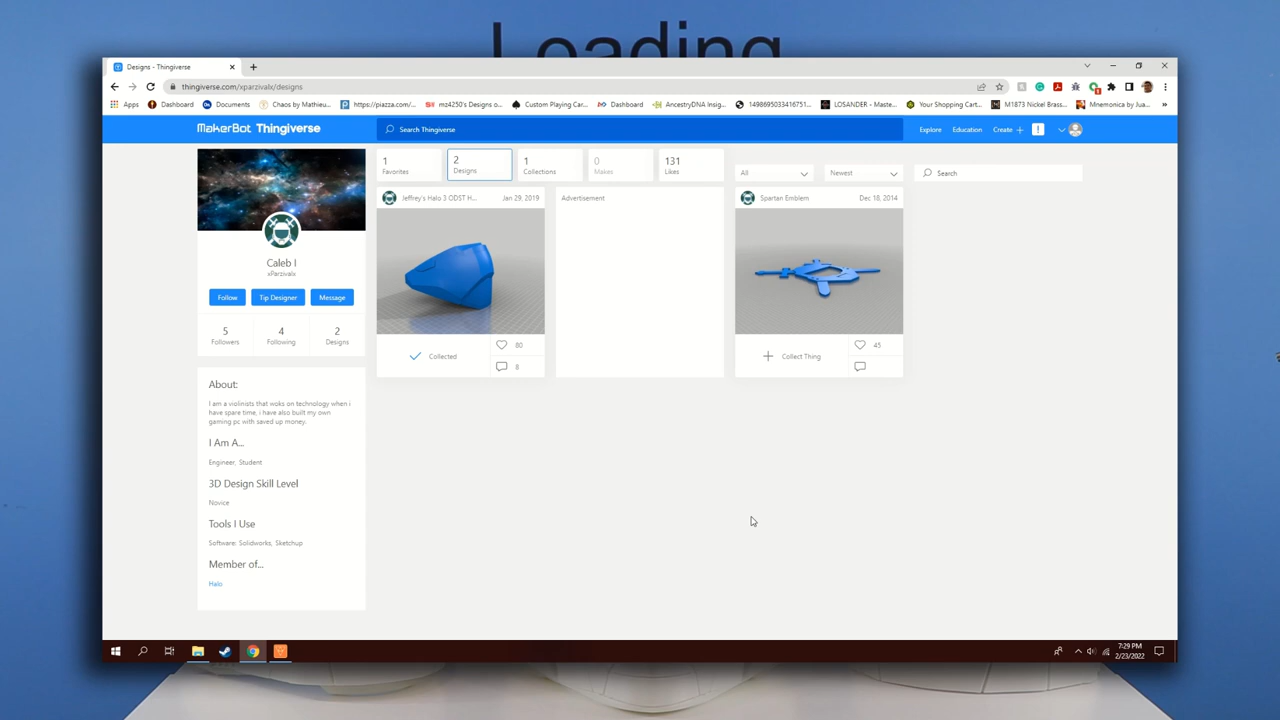 Loading
Designs - Thingiverse
thingiverse.com/xparzivalx/designs
Apps Dashboard Documents Chaos by Mathieu... https://piazza.com/... mz4250's Designs o... Custom Playing Car... Dashboard AncestryDNA Insig... 1498695033416751... LOSANDER - Maste... Your Shopping Cart... M1873 Nickel Brass... Mnemonica by Jua... »
MakerBot Thingiverse
Search Thingiverse
Explore Education Create + !
1 Favorites
2 Designs
1 Collections
0 Makes
131 Likes
All
Newest
Search
Jeffrey's Halo 3 ODST H... Jan 29, 2019
Advertisement
Spartan Emblem Dec 18, 2014
Caleb I
xParzivalx
Follow Tip Designer Message
5 4 2
Followers Following Designs
Collected 80
8
Collect Thing 45
About:
I am a violinists that woks on technology when i
have spare time, i have also built my own
gaming pc with saved up money.
I Am A...
Engineer, Student
3D Design Skill Level
Novice
Tools I Use
Software: Solidworks, Sketchup
Member of...
Halo
7:29 PM
2/23/2022